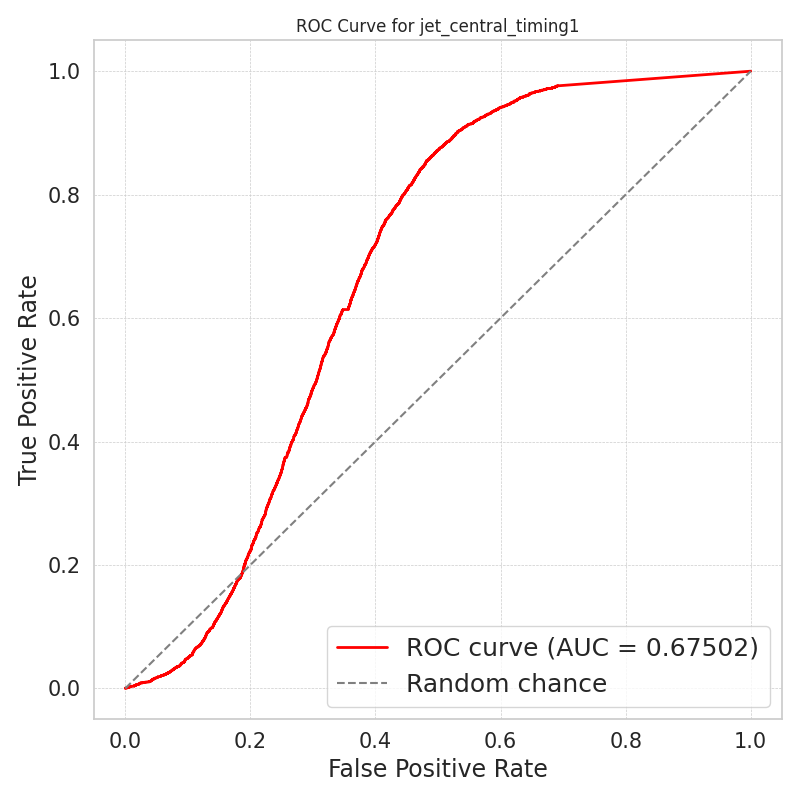 ROC Curve for jet_central_timing1
1.0
0.8
0.6
0.4
0.2
0.0
True Positive Rate
ROC curve (AUC = 0.67502)
Random chance
0.0 0.2 0.4 0.6 0.8 1.0
False Positive Rate